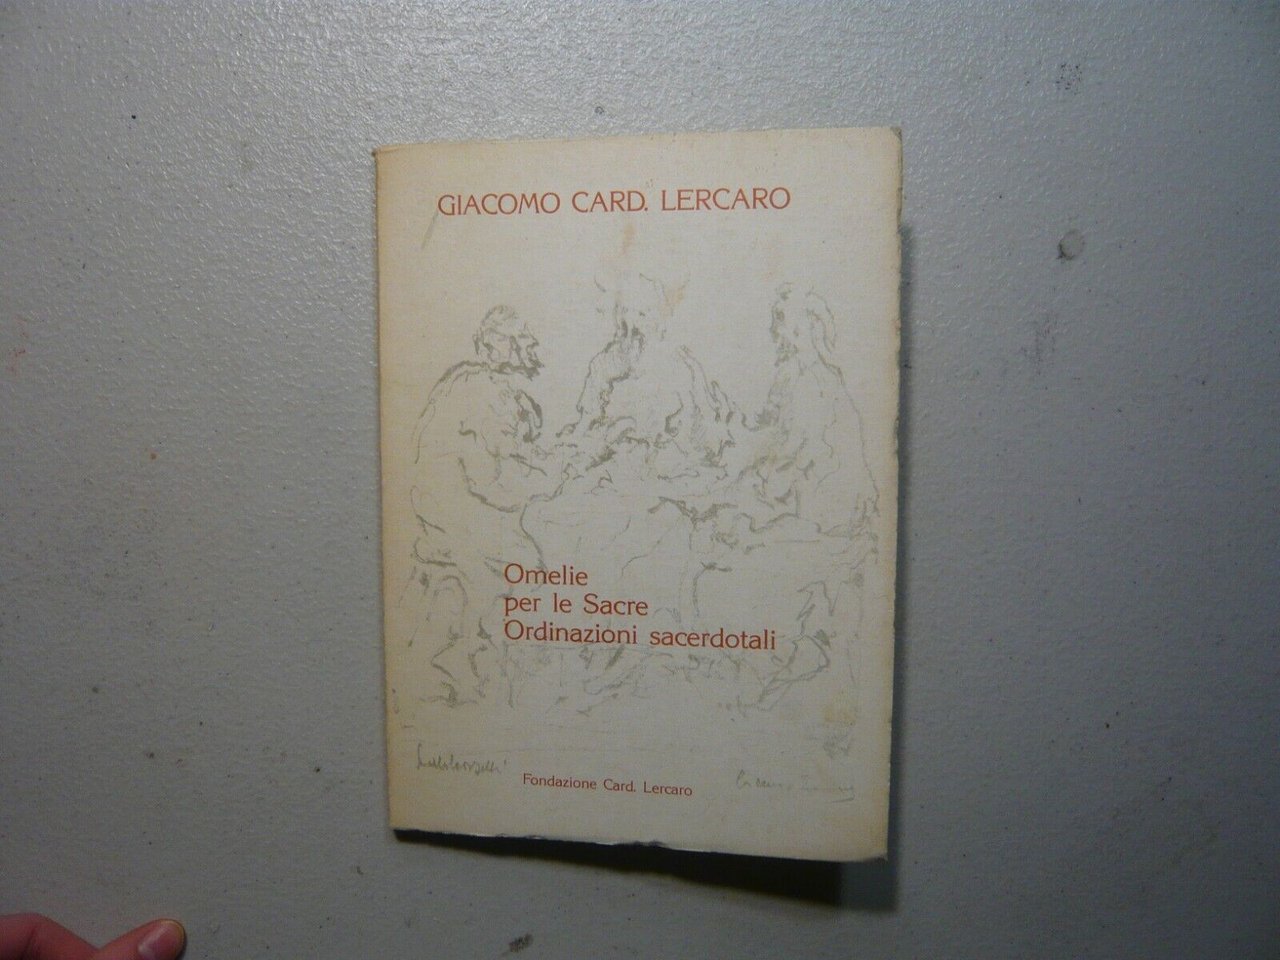 GIACOMO CARD. LERCARO
Omelie
per le Sacre
Ordinazioni sacerdotali
Fondazione Card. Lercaro